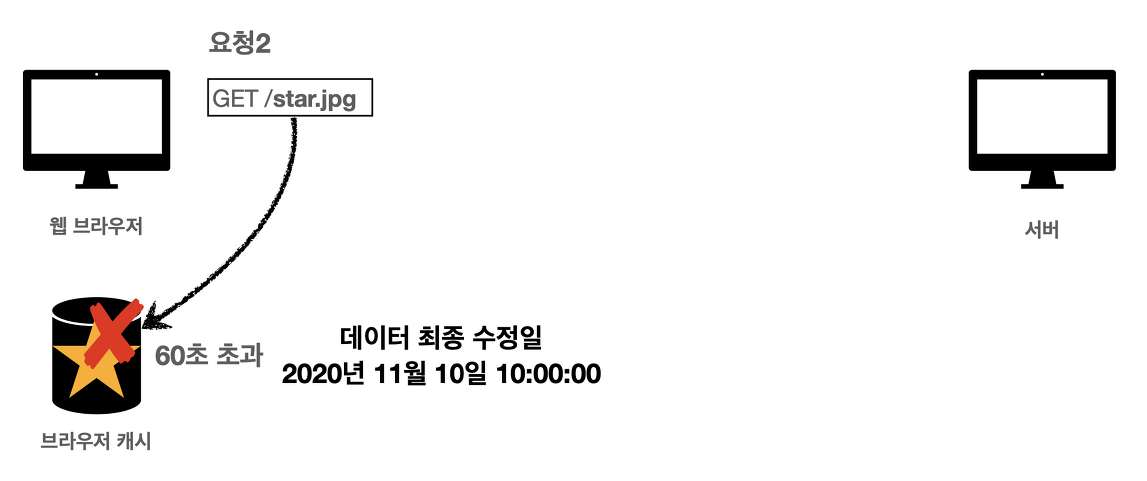 요청2
GET /star.jpg
웹 브라우저
서버
60초 초과
데이터 최종 수정일
2020년 11월 10일 10:00:00
브라우저 캐시